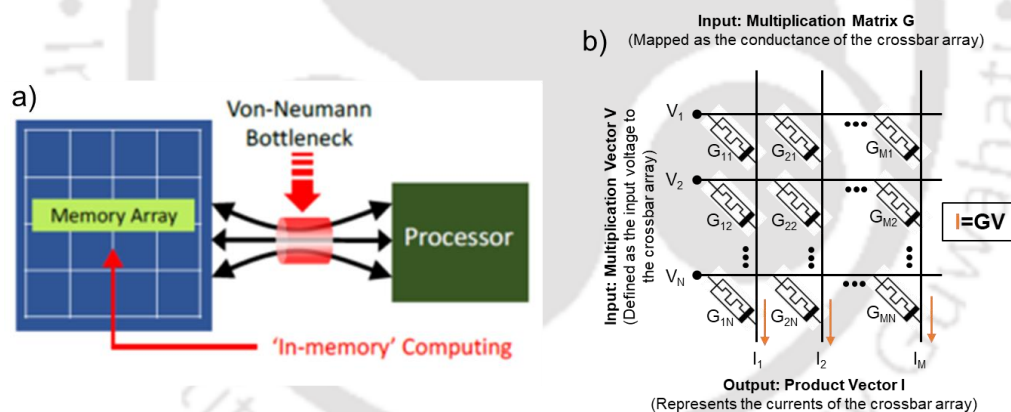 a)
Von-Neumann
Bottleneck
Memory Array
Processor
'In-memory' Computing
b)
Input: Multiplication Matrix G
(Mapped as the conductance of the crossbar array)
Input: Multiplication Vector V
(Defined as the input voltage to
the crossbar array)
V1
G11 G21 ••• GM1
V2
G12 G22 ••• GM2
I=GV
VN
G1N G2N ••• GMN
I1 I2 IM
Output: Product Vector I
(Represents the currents of the crossbar array)